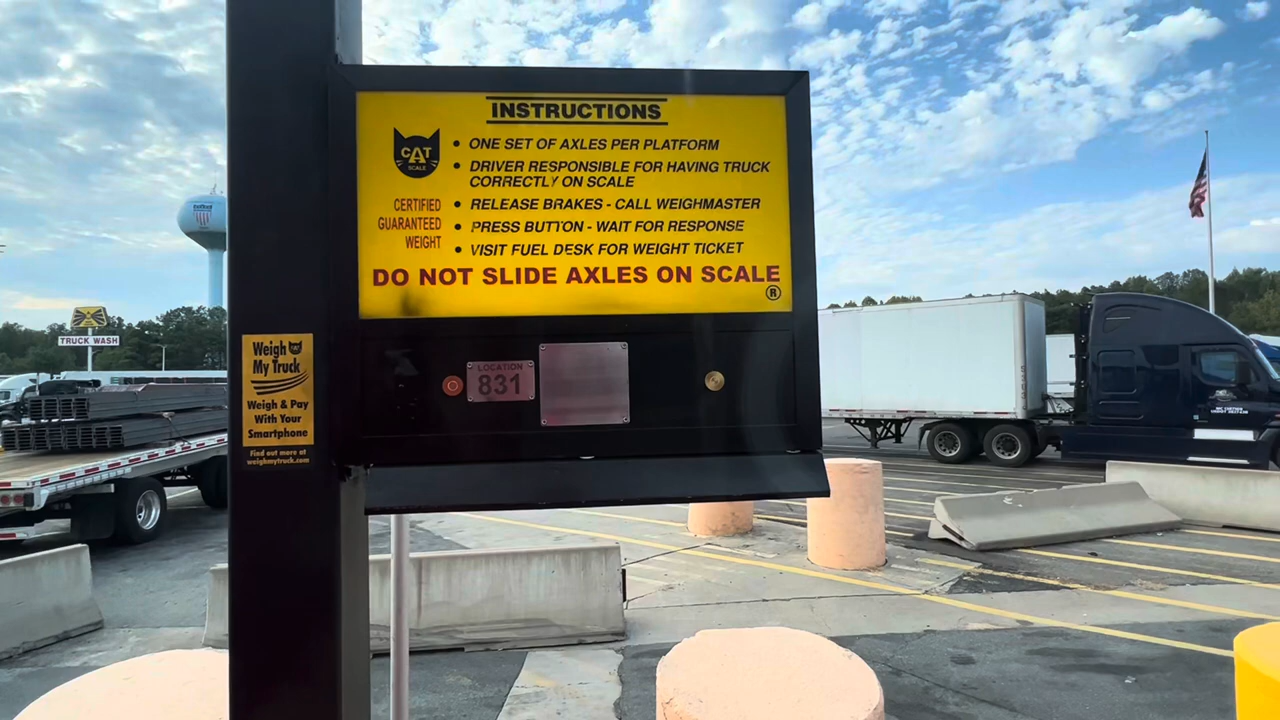 INSTRUCTIONS
CAT
SCALE
• ONE SET OF AXLES PER PLATFORM
• DRIVER RESPONSIBLE FOR HAVING TRUCK
CORRECTLY ON SCALE
CERTIFIED
GUARANTEED
WEIGHT
• RELEASE BRAKES - CALL WEIGHMASTER
• PRESS BUTTON - WAIT FOR RESPONSE
• VISIT FUEL DESK FOR WEIGHT TICKET
DO NOT SLIDE AXLES ON SCALE
®
LOCATION
831
Weigh
My Truck
Weigh & Pay
With Your
Smartphone
Find out more at
weighmytruck.com
TRUCK WASH